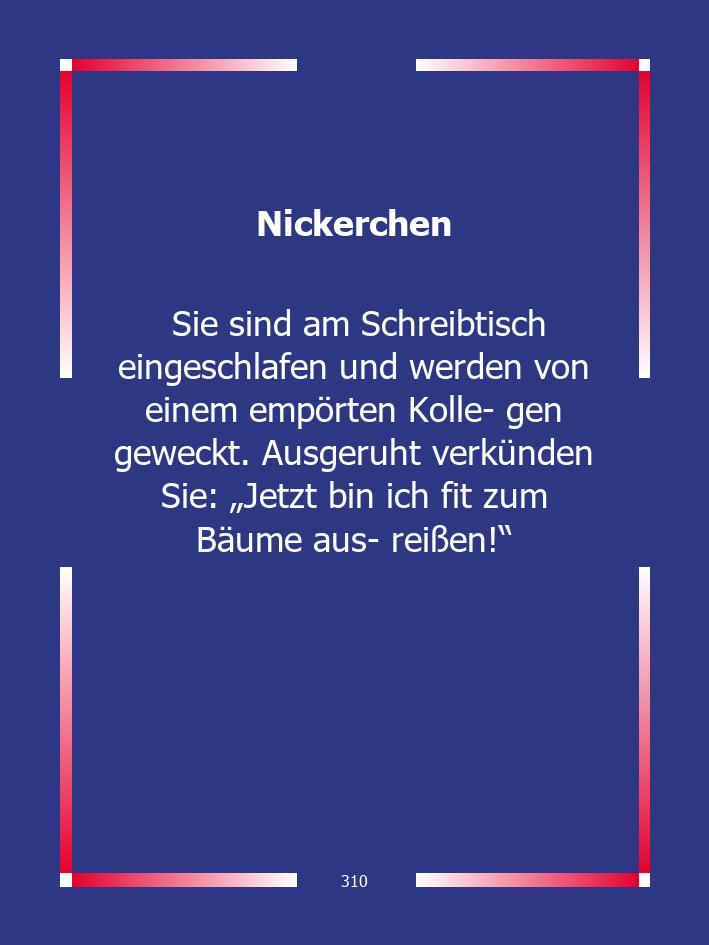 Nickerchen
Sie sind am Schreibtisch
eingeschlafen und werden von
einem empörten Kolle- gen
geweckt. Ausgeruht verkünden
Sie: „Jetzt bin ich fit zum
Bäume aus- reißen!“
310